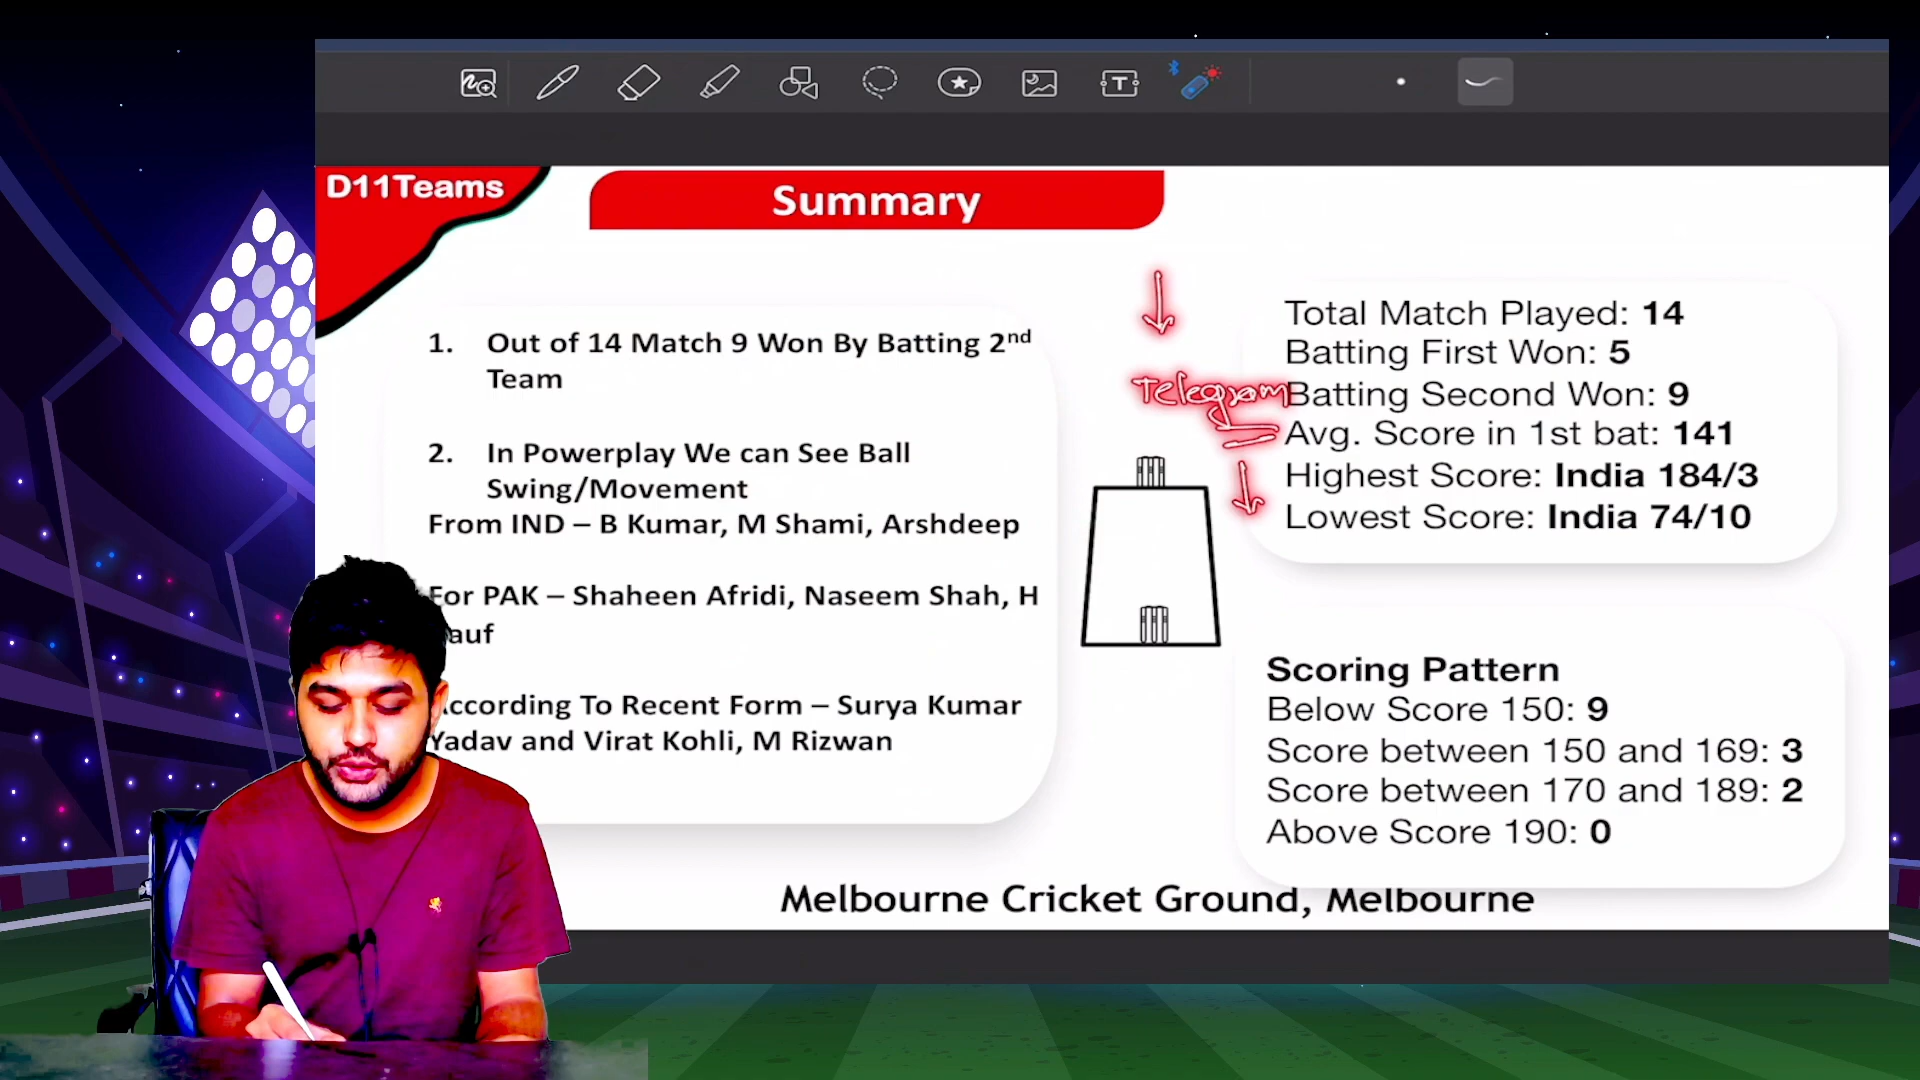 D11Teams
Summary
1. Out of 14 Match 9 Won By Batting 2nd
Team
2. In Powerplay We can See Ball
Swing/Movement
From IND – B Kumar, M Shami, Arshdeep
For PAK – Shaheen Afridi, Naseem Shah, H
auf
ccording To Recent Form – Surya Kumar
Yadav and Virat Kohli, M Rizwan
Telegram
Total Match Played: 14
Batting First Won: 5
Batting Second Won: 9
Avg. Score in 1st bat: 141
Highest Score: India 184/3
Lowest Score: India 74/10
Scoring Pattern
Below Score 150: 9
Score between 150 and 169: 3
Score between 170 and 189: 2
Above Score 190: 0
Melbourne Cricket Ground, Melbourne